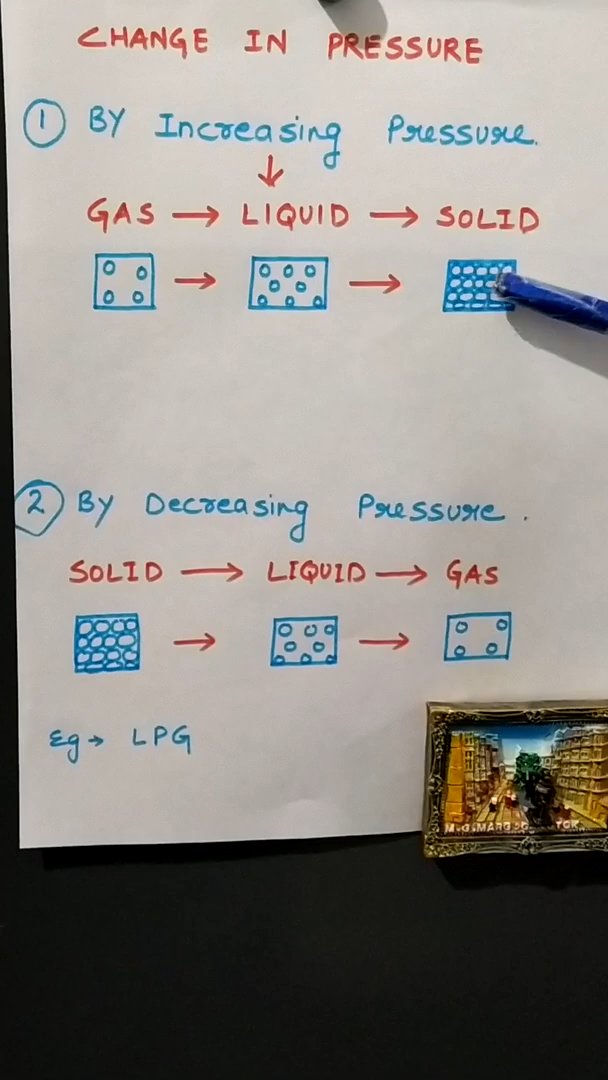 CHANGE IN PRESSURE
1 BY Increasing Pressure.
↓
GAS → LIQUID → SOLID
→ →
2 By Decreasing Pressure.
SOLID → LIQUID → GAS
→ →
Eg → LPG
M.G.MARG